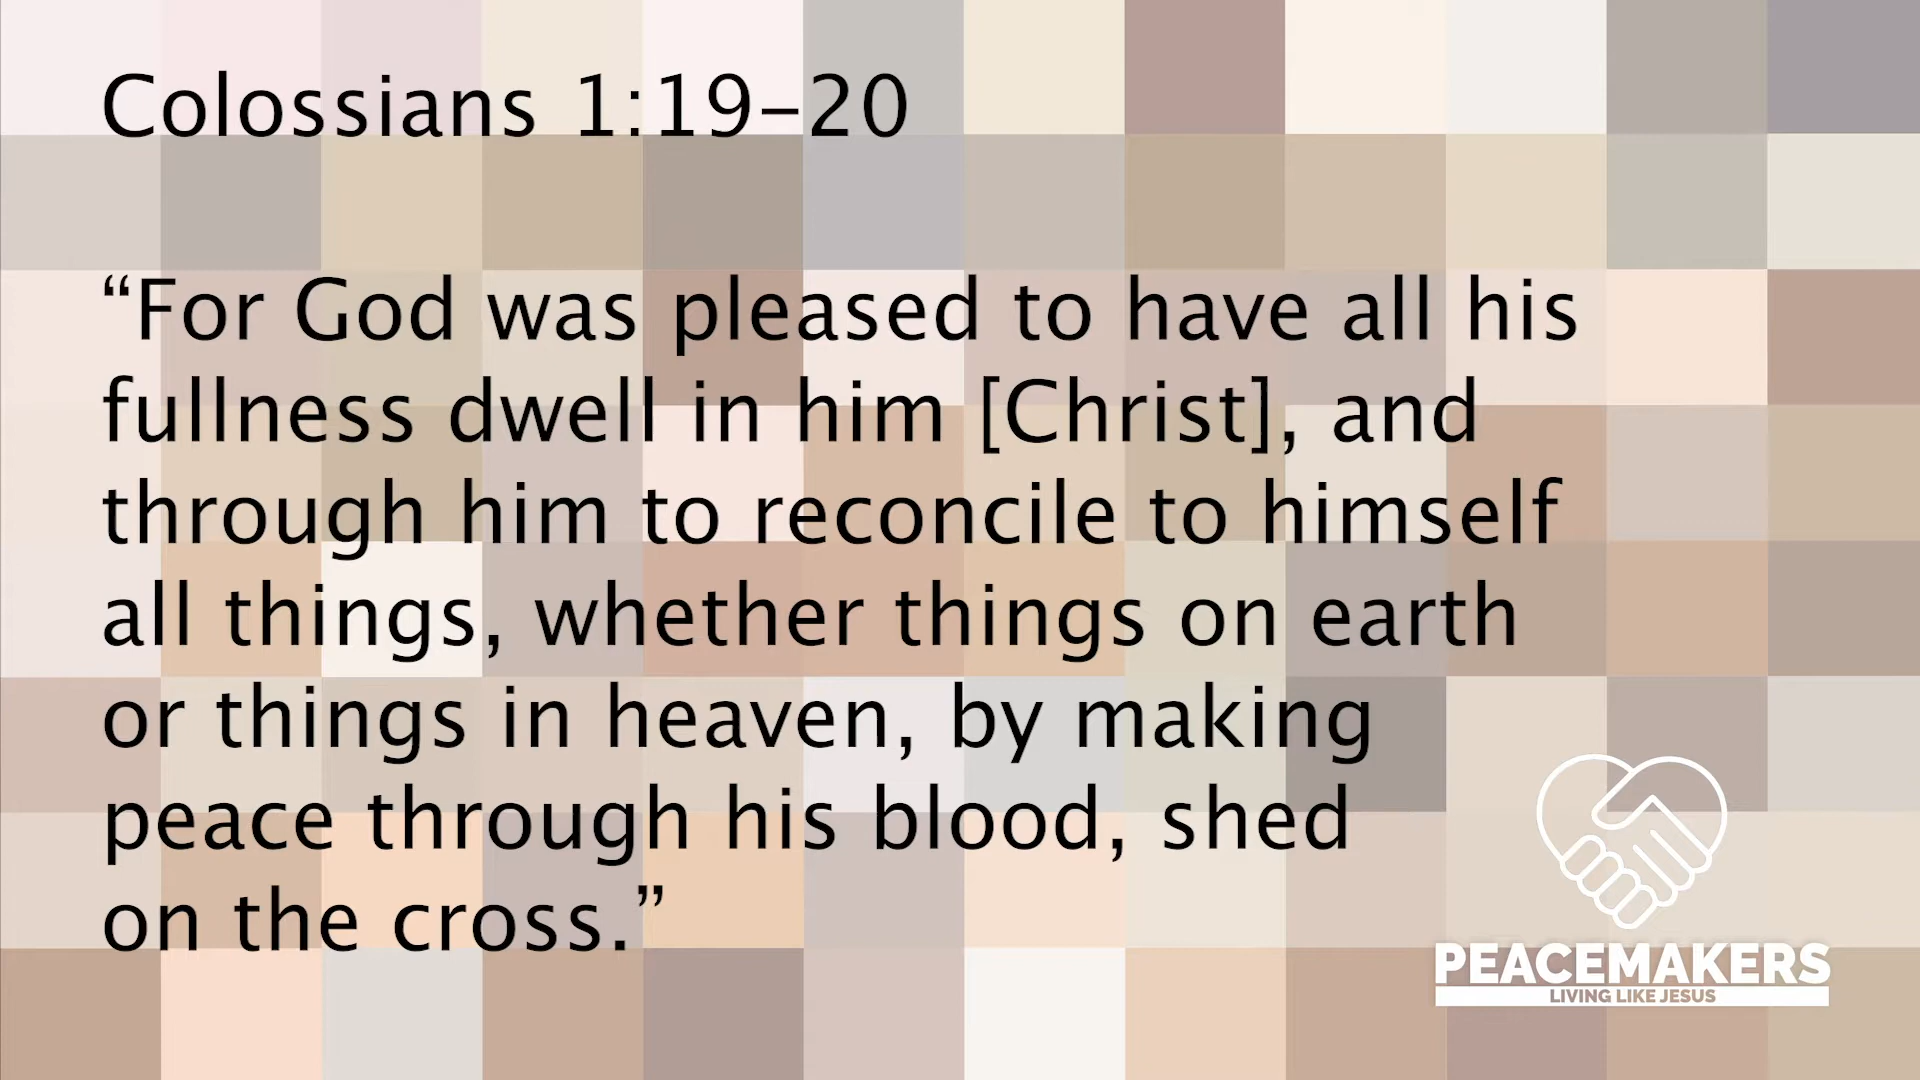 Colossians 1:19–20
“For God was pleased to have all his
fullness dwell in him [Christ], and
through him to reconcile to himself
all things, whether things on earth
or things in heaven, by making
peace through his blood, shed
on the cross.”
PEACEMAKERS
LIVING LIKE JESUS